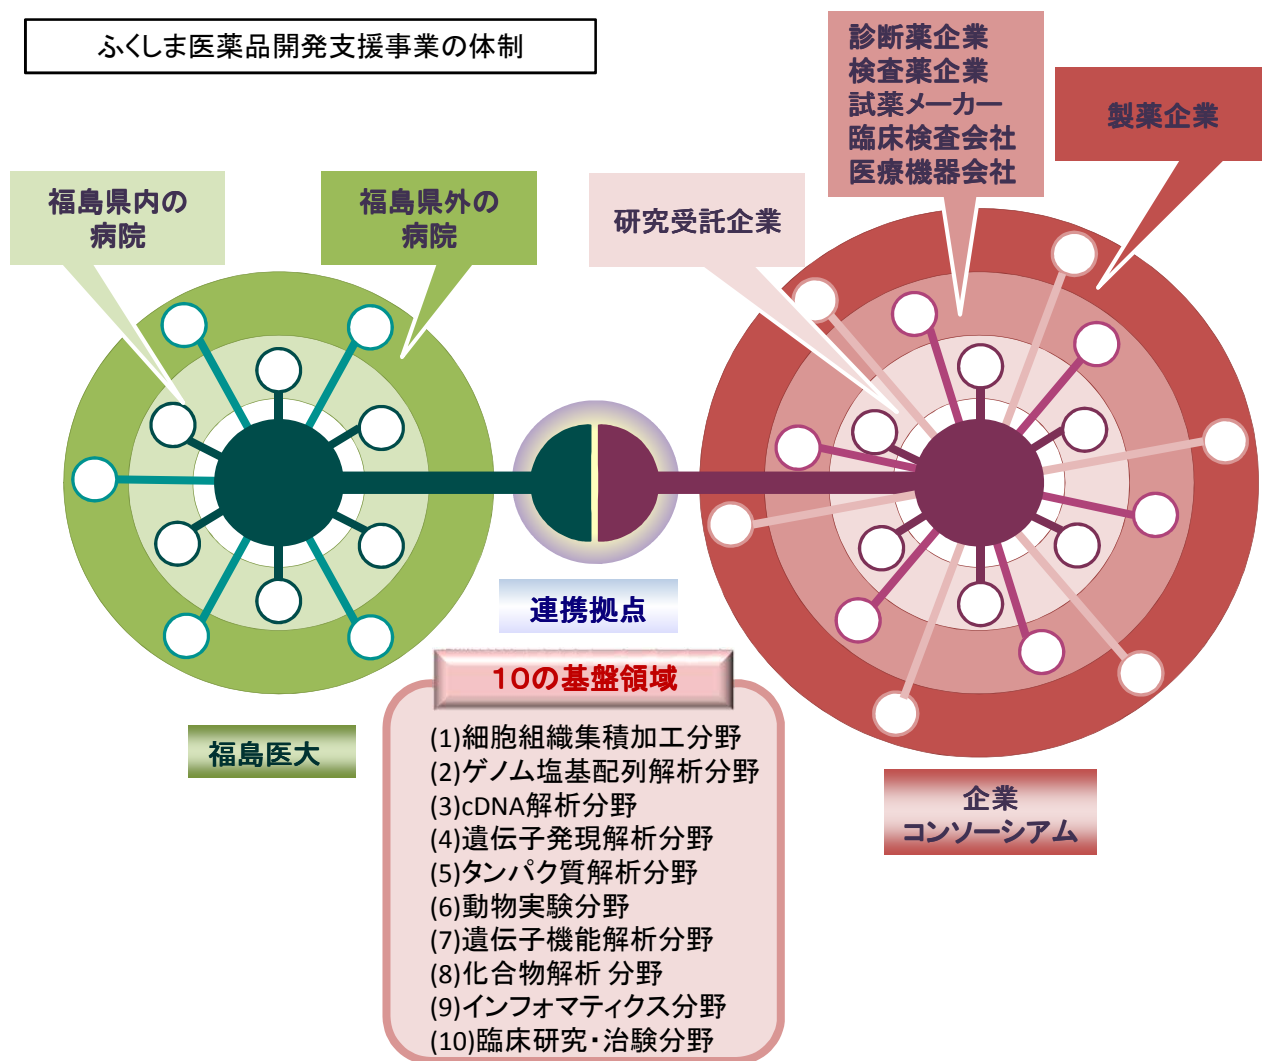 ふくしま医薬品開発支援事業の体制
診断薬企業
検査薬企業
試薬メーカー
臨床検査会社
医療機器会社
製薬企業
福島県内の
病院
福島県外の
病院
研究受託企業
連携拠点
10の基盤領域
福島医大
(1)細胞組織集積加工分野
(2)ゲノム塩基配列解析分野
(3)cDNA解析分野
(4)遺伝子発現解析分野
(5)タンパク質解析分野
(6)動物実験分野
(7)遺伝子機能解析分野
(8)化合物解析 分野
(9)インフォマティクス分野
(10)臨床研究・治験分野
企業
コンソーシアム